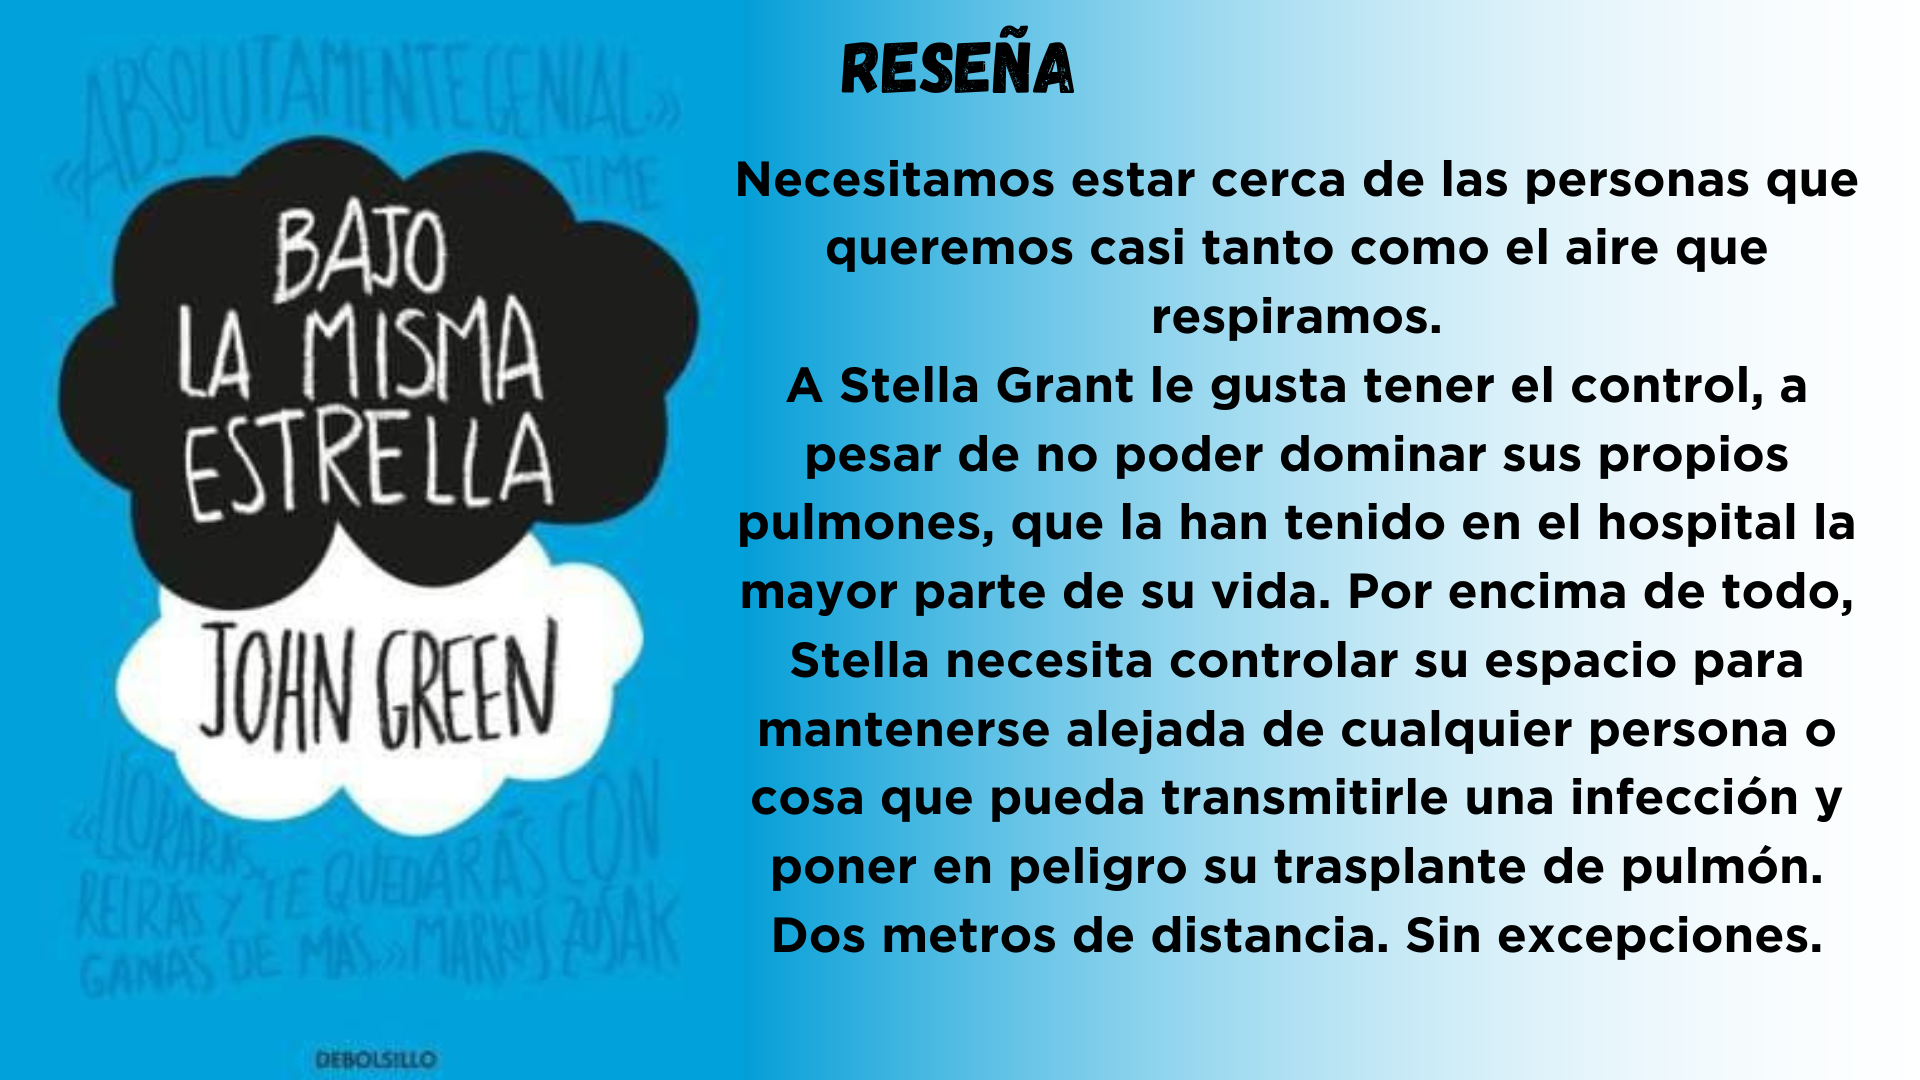 «ABSOLUTAMENTE GENIAL.»
TIME
BAJO
LA MISMA
ESTRELLA
JOHN GREEN
«LLORARÁS,
REIRÁS Y TE QUEDARÁS CON
GANAS DE MÁS.» MARKUS ZUSAK
DEBOLSILLO
RESEÑA
Necesitamos estar cerca de las personas que
queremos casi tanto como el aire que
respiramos.
A Stella Grant le gusta tener el control, a
pesar de no poder dominar sus propios
pulmones, que la han tenido en el hospital la
mayor parte de su vida. Por encima de todo,
Stella necesita controlar su espacio para
mantenerse alejada de cualquier persona o
cosa que pueda transmitirle una infección y
poner en peligro su trasplante de pulmón.
Dos metros de distancia. Sin excepciones.